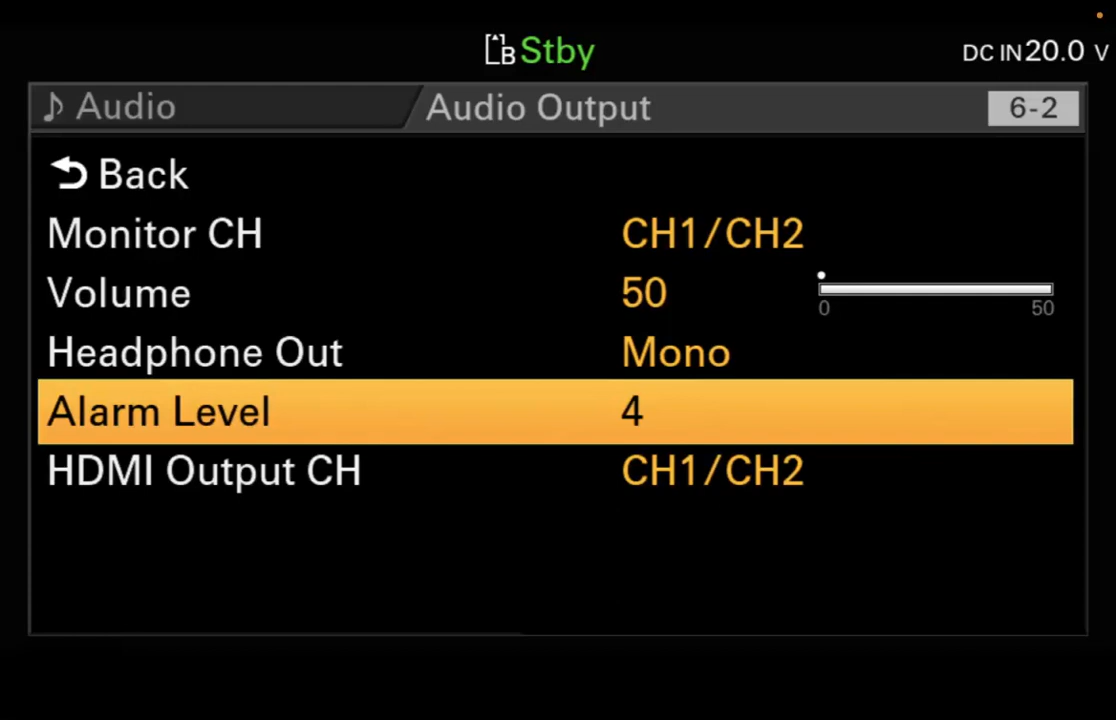 B Stby
DC IN 20.0 V
Audio
Audio Output
6-2
Back
Monitor CH CH1/CH2
Volume 50
0 50
Headphone Out Mono
Alarm Level 4
HDMI Output CH CH1/CH2